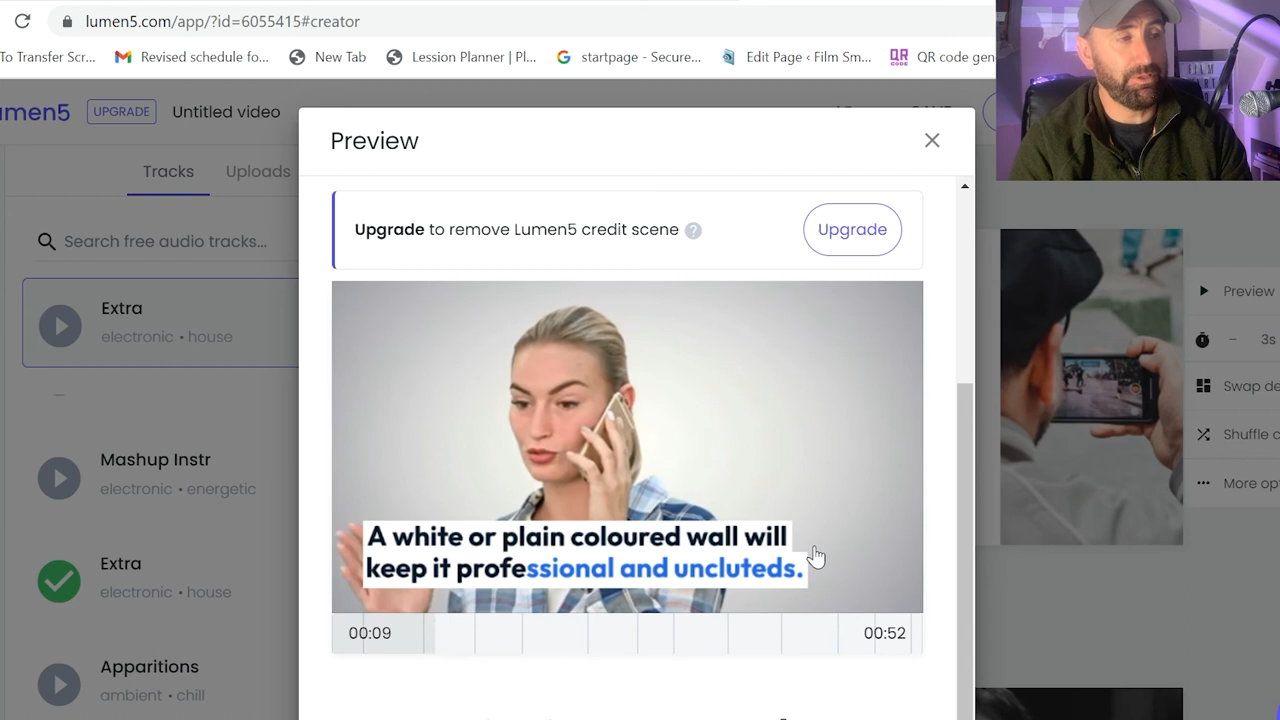 lumen5.com/app/?id=6055415#creator
To Transfer Scr...
Revised schedule fo...
New Tab
Lession Planner | Pl...
startpage - Secure...
Edit Page ‹ Film Sm...
QR CODE
QR code gen
FILM
umen5
UPGRADE
Untitled video
Preview
Tracks
Uploads
Upgrade to remove Lumen5 credit scene ?
Upgrade
Search free audio tracks...
Extra
electronic • house
Mashup Instr
electronic • energetic
Extra
electronic • house
Apparitions
ambient • chill
A white or plain coloured wall will
keep it professional and uncluteds.
00:09
00:52
Preview
3s
Swap de
Shuffle c
More op